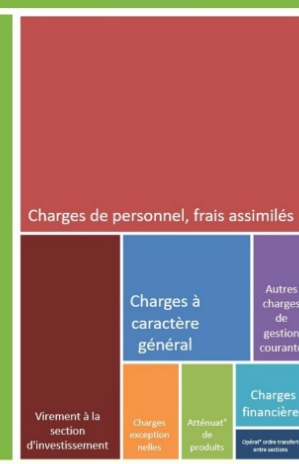 Charges de personnel, frais assimilés
Virement à la
section
d'investissement
Charges à
caractère
général
Autres
charges
de
gestion
courante
Charges
exception
nelles
Atténuat°
de
produits
Charges
financière
Opérat° ordre transfert
entre sections